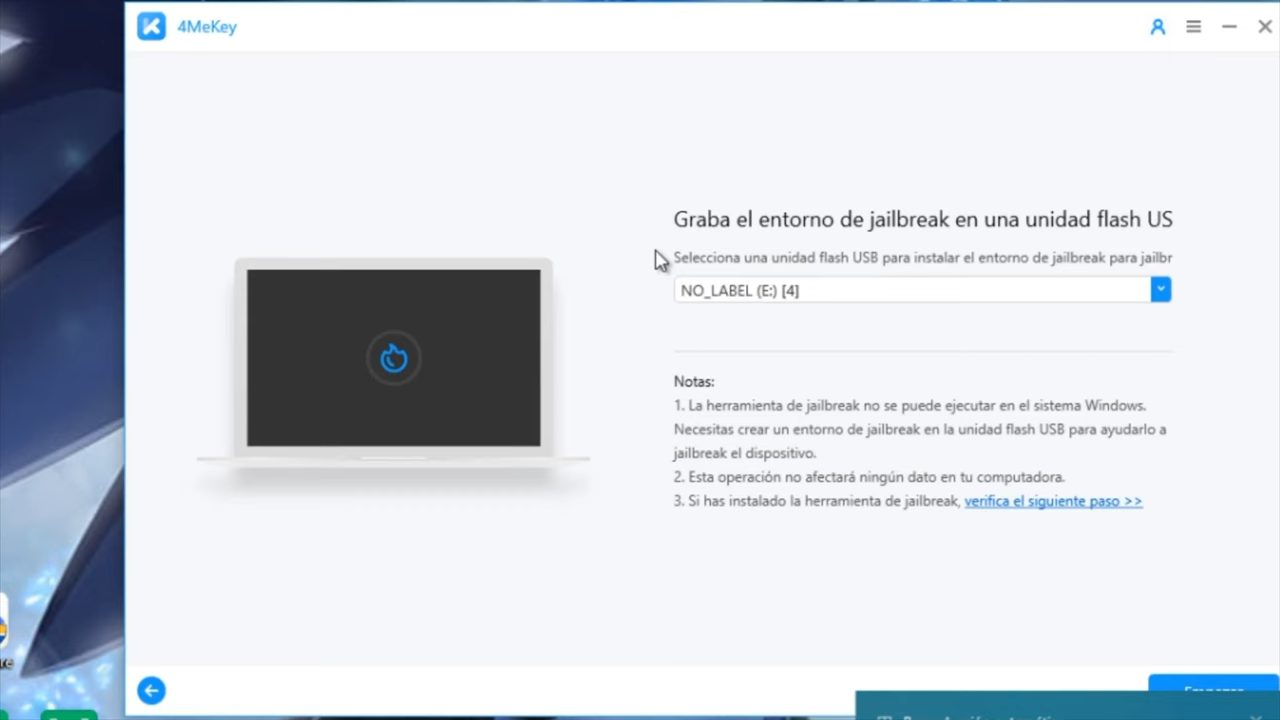 4MeKey
Graba el entorno de jailbreak en una unidad flash US
Selecciona una unidad flash USB para instalar el entorno de jailbreak para jailbr
NO_LABEL (E:) [4]
Notas:
1. La herramienta de jailbreak no se puede ejecutar en el sistema Windows.
Necesitas crear un entorno de jailbreak en la unidad flash USB para ayudarlo a
jailbreak el dispositivo.
2. Esta operación no afectará ningún dato en tu computadora.
3. Si has instalado la herramienta de jailbreak, verifica el siguiente paso >>
re